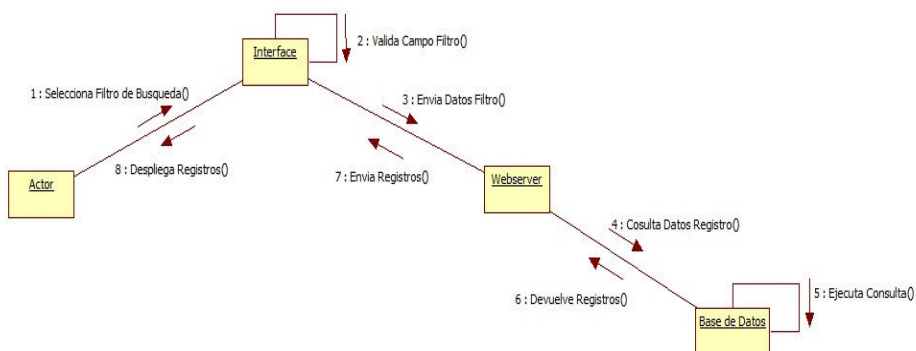 2 : Valida Campo Filtro()
Interface
1 : Selecciona Filtro de Busqueda()
3 : Envia Datos Filtro()
8 : Despliega Registros()
7 : Envia Registros()
Actor
Webserver
4 : Cosulta Datos Registro()
6 : Devuelve Registros()
5 : Ejecuta Consulta()
Base de Datos